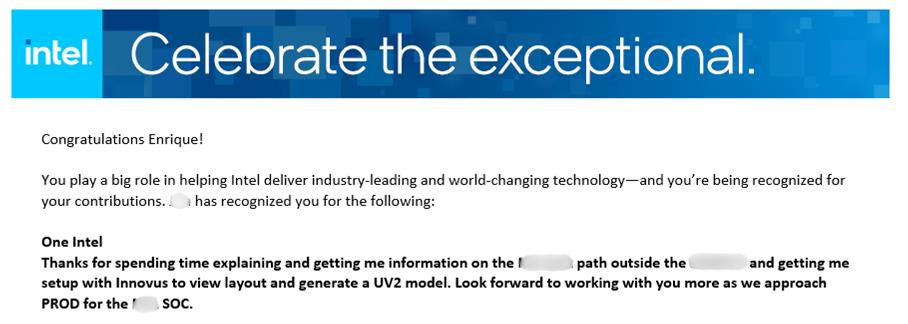 intel. Celebrate the exceptional.
Congratulations Enrique!
You play a big role in helping Intel deliver industry-leading and world-changing technology—and you're being recognized for
your contributions. has recognized you for the following:
One Intel
Thanks for spending time explaining and getting me information on the path outside the and getting me
setup with Innovus to view layout and generate a UV2 model. Look forward to working with you more as we approach
PROD for the SOC.